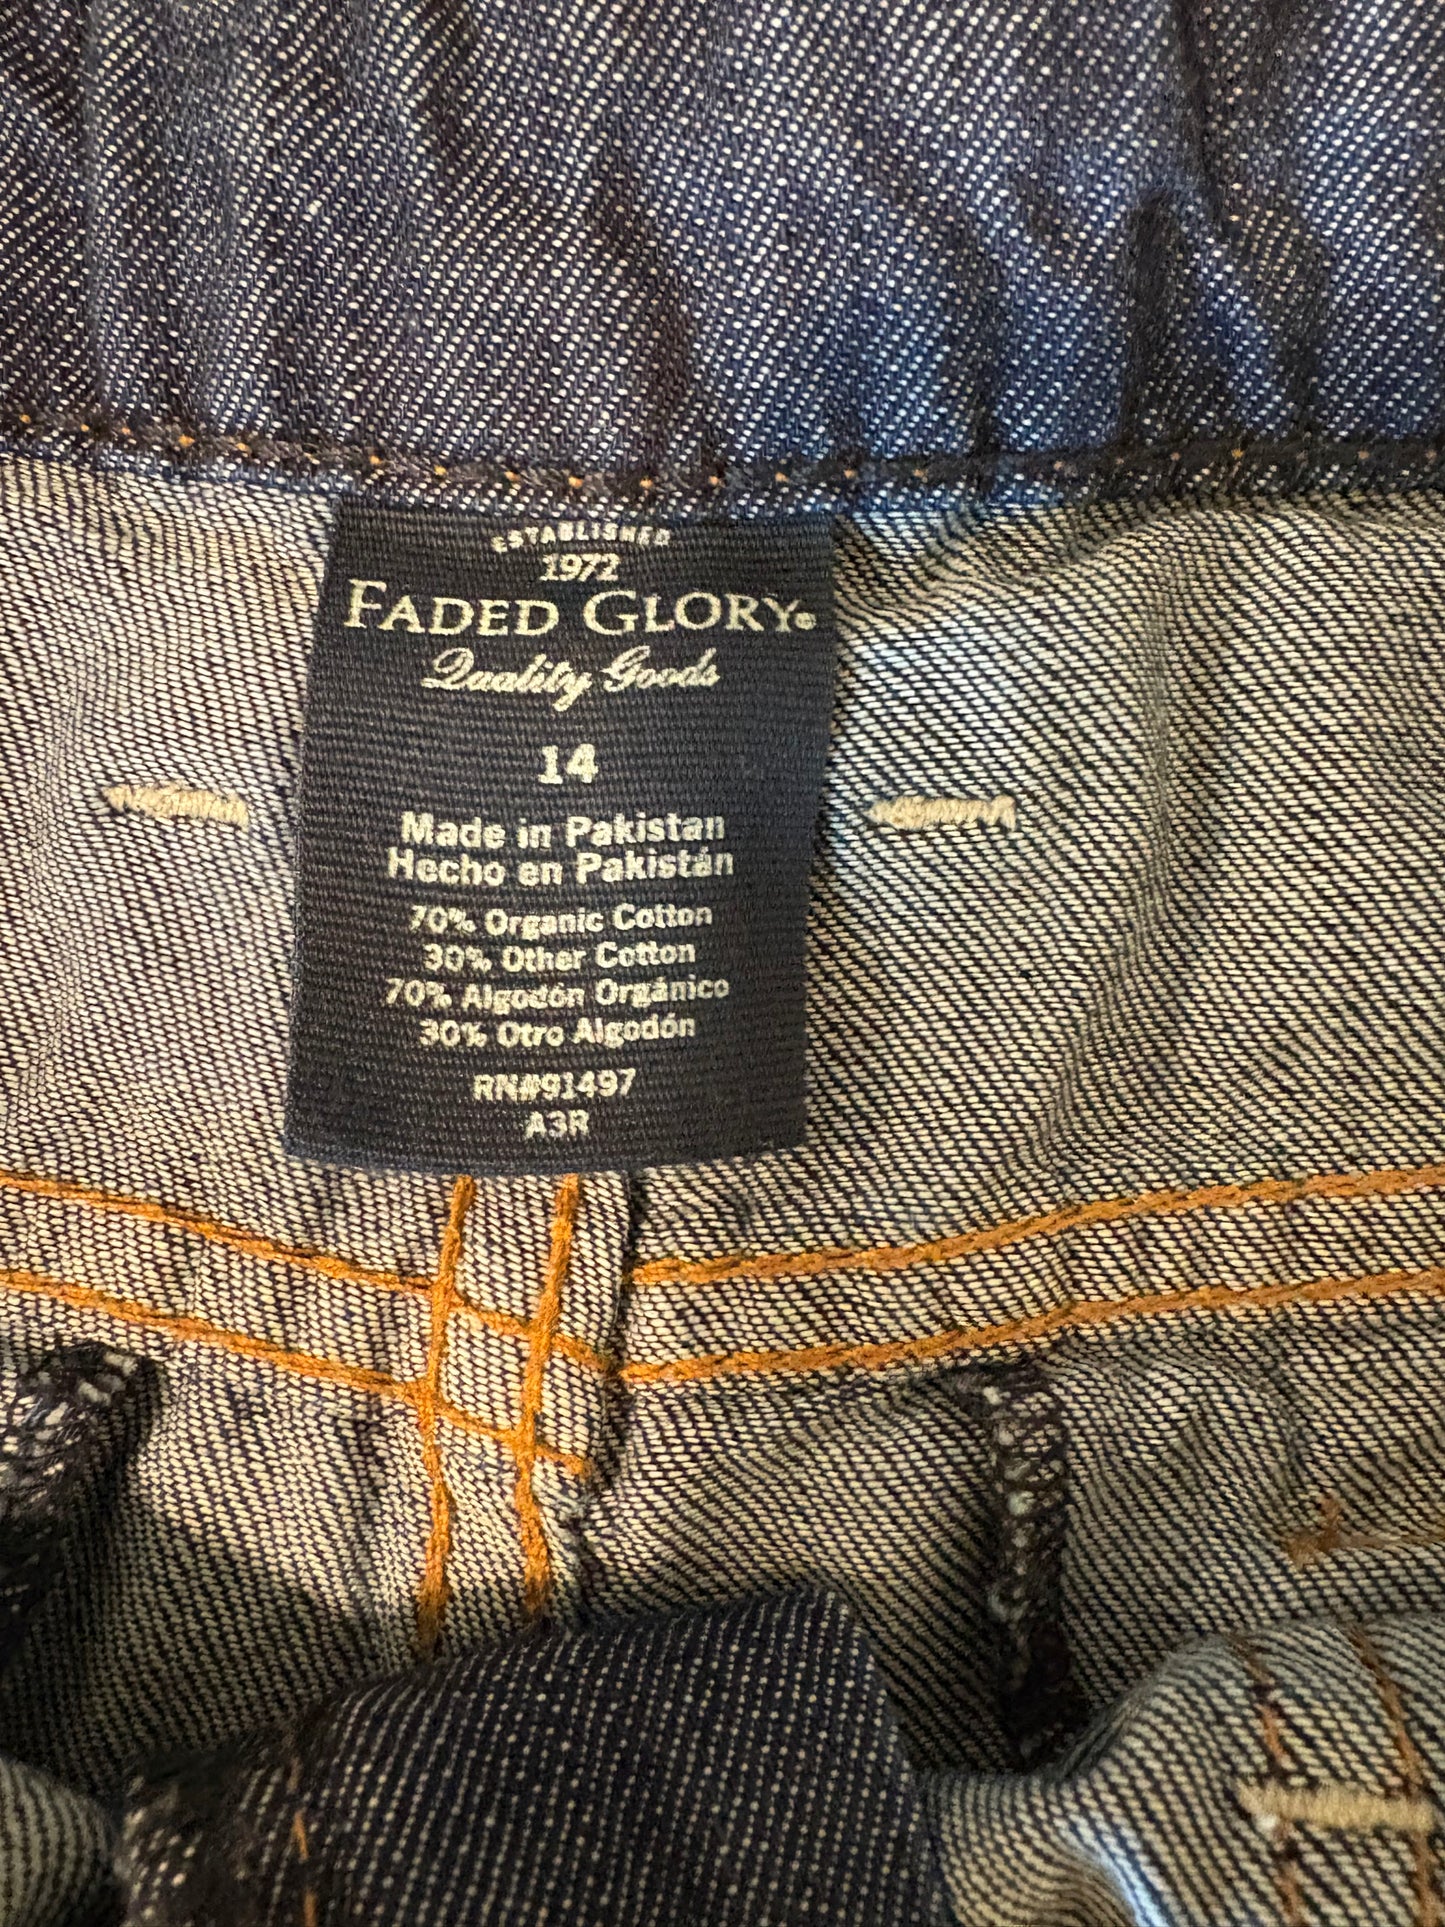 ESTABLISHED
1972
FADED GLORY®
Quality Goods
14
Made in Pakistan
Hecho en Pakistán
70% Organic Cotton
30% Other Cotton
70% Algodón Orgánico
30% Otro Algodón
RN#91497
A3R